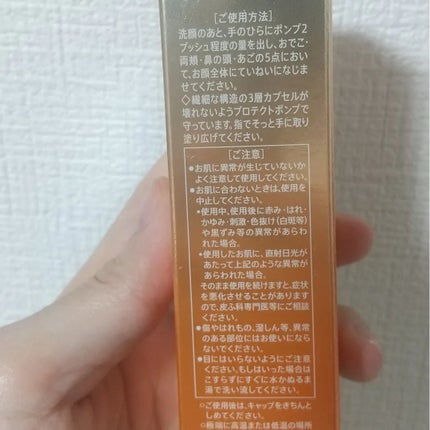 ［ご使用方法］
洗顔のあと、手のひらにポンプ2
プッシュ程度の量を出し、おでこ・
両頬・鼻の頭・あごの5点におい
て、お顔全体にていねいになじま
せてください。
◇繊細な構造の3層カプセルが
壊れないようプロテクトポンプで
守っています。指でそっと手に取り
塗り広げてください。
［ご注意］
●お肌に異常が生じていないか
よく注意して使用してください。
●お肌に合わないときは、使用を
中止してください。
・使用中、使用後に赤み・はれ・
かゆみ・刺激・色抜け(白斑等)
や黒ずみ等の異常があらわ
れた場合。
・使用したお肌に、直射日光が
あたって上記のような異常が
あらわれた場合。
そのまま使用を続けますと、症状
を悪化させることがあります
ので、皮ふ科専門医等にご相談
ください。
●傷やはれもの、湿しん等、異常
のある部位にはお使いになら
ないでください。
●目にはいらないようにご注意
ください。もしはいった場合は
こすらずにすぐに水かぬるま
湯で洗い流してください。
○ご使用後は、キャップをきちんと
しめてください。
○極端に高温または低温の場所